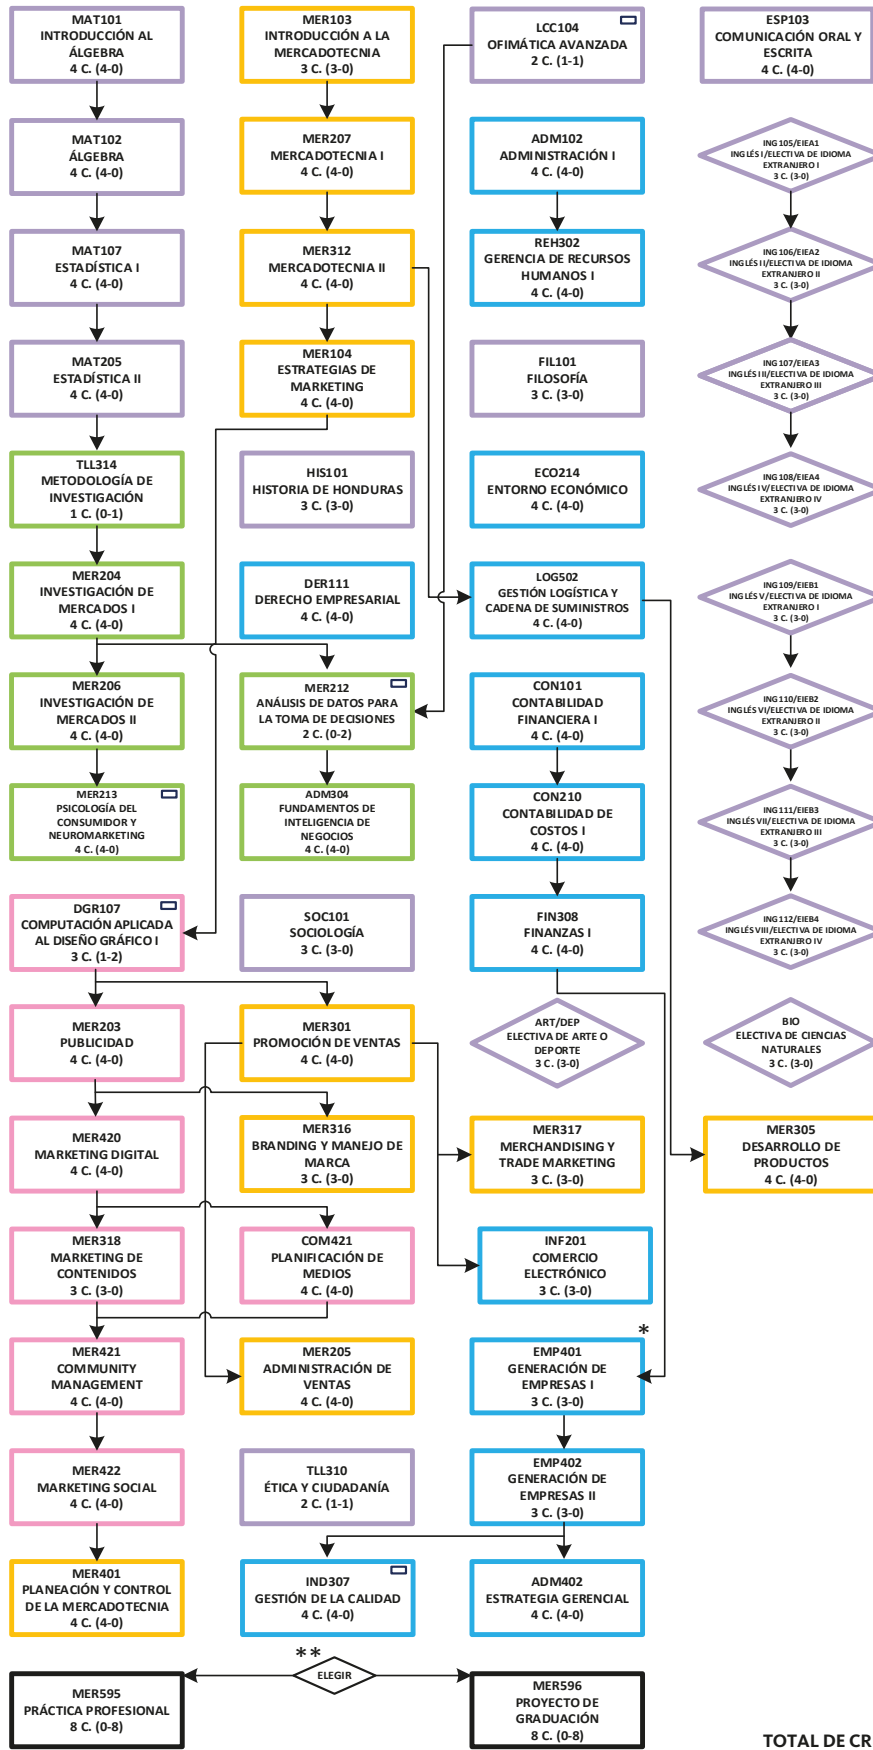 MAT101
INTRODUCCIÓN AL
ÁLGEBRA
4 C. (4-0)
MER103
INTRODUCCIÓN A LA
MERCADOTECNIA
3 C. (3-0)
LCC104
OFIMÁTICA AVANZADA
2 C. (1-1)
ESP103
COMUNICACIÓN ORAL Y
ESCRITA
4 C. (4-0)
MAT102
ÁLGEBRA
4 C. (4-0)
MER207
MERCADOTECNIA I
4 C. (4-0)
ADM102
ADMINISTRACIÓN I
4 C. (4-0)
ING105/EIEA1
INGLÉS I/ELECTIVA DE IDIOMA
EXTRANJERO I
3 C. (3-0)
MAT107
ESTADÍSTICA I
4 C. (4-0)
MER312
MERCADOTECNIA II
4 C. (4-0)
REH302
GERENCIA DE RECURSOS
HUMANOS I
4 C. (4-0)
ING106/EIEA2
INGLÉS II/ELECTIVA DE IDIOMA
EXTRANJERO II
3 C. (3-0)
MAT205
ESTADÍSTICA II
4 C. (4-0)
MER104
ESTRATEGIAS DE
MARKETING
4 C. (4-0)
FIL101
FILOSOFÍA
3 C. (3-0)
ING107/EIEA3
INGLÉS III/ELECTIVA DE IDIOMA
EXTRANJERO III
3 C. (3-0)
TLL314
METODOLOGÍA DE
INVESTIGACIÓN
1 C. (0-1)
HIS101
HISTORIA DE HONDURAS
3 C. (3-0)
ECO214
ENTORNO ECONÓMICO
4 C. (4-0)
ING108/EIEA4
INGLÉS IV/ELECTIVA DE IDIOMA
EXTRANJERO IV
3 C. (3-0)
MER204
INVESTIGACIÓN DE
MERCADOS I
4 C. (4-0)
DER111
DERECHO EMPRESARIAL
4 C. (4-0)
LOG502
GESTIÓN LOGÍSTICA Y
CADENA DE SUMINISTROS
4 C. (4-0)
ING109/EIEB1
INGLÉS V/ELECTIVA DE IDIOMA
EXTRANJERO I
3 C. (3-0)
MER206
INVESTIGACIÓN DE
MERCADOS II
4 C. (4-0)
MER212
ANÁLISIS DE DATOS PARA
LA TOMA DE DECISIONES
2 C. (0-2)
CON101
CONTABILIDAD
FINANCIERA I
4 C. (4-0)
ING110/EIEB2
INGLÉS VI/ELECTIVA DE IDIOMA
EXTRANJERO II
3 C. (3-0)
MER213
PSICOLOGÍA DEL
CONSUMIDOR Y
NEUROMARKETING
4 C. (4-0)
ADM304
FUNDAMENTOS DE
INTELIGENCIA DE
NEGOCIOS
4 C. (4-0)
CON210
CONTABILIDAD DE
COSTOS I
4 C. (4-0)
ING111/EIEB3
INGLÉS VII/ELECTIVA DE IDIOMA
EXTRANJERO III
3 C. (3-0)
DGR107
COMPUTACIÓN APLICADA
AL DISEÑO GRÁFICO I
3 C. (1-2)
SOC101
SOCIOLOGÍA
3 C. (3-0)
FIN308
FINANZAS I
4 C. (4-0)
ING112/EIEB4
INGLÉS VIII/ELECTIVA DE IDIOMA
EXTRANJERO IV
3 C. (3-0)
MER203
PUBLICIDAD
4 C. (4-0)
MER301
PROMOCIÓN DE VENTAS
4 C. (4-0)
ART/DEP
ELECTIVA DE ARTE O
DEPORTE
3 C. (3-0)
BIO
ELECTIVA DE CIENCIAS
NATURALES
3 C. (3-0)
MER420
MARKETING DIGITAL
4 C. (4-0)
MER316
BRANDING Y MANEJO DE
MARCA
3 C. (3-0)
MER317
MERCHANDISING Y
TRADE MARKETING
3 C. (3-0)
MER305
DESARROLLO DE
PRODUCTOS
4 C. (4-0)
MER318
MARKETING DE
CONTENIDOS
3 C. (3-0)
COM421
PLANIFICACIÓN DE
MEDIOS
4 C. (4-0)
INF201
COMERCIO
ELECTRÓNICO
3 C. (3-0)
*
MER421
COMMUNITY
MANAGEMENT
4 C. (4-0)
MER205
ADMINISTRACIÓN DE
VENTAS
4 C. (4-0)
EMP401
GENERACIÓN DE
EMPRESAS I
3 C. (3-0)
MER422
MARKETING SOCIAL
4 C. (4-0)
TLL310
ÉTICA Y CIUDADANÍA
2 C. (1-1)
EMP402
GENERACIÓN DE
EMPRESAS II
3 C. (3-0)
MER401
PLANEACIÓN Y CONTROL
DE LA MERCADOTECNIA
4 C. (4-0)
IND307
GESTIÓN DE LA CALIDAD
4 C. (4-0)
ADM402
ESTRATEGIA GERENCIAL
4 C. (4-0)
**
ELEGIR
MER595
PRÁCTICA PROFESIONAL
8 C. (0-8)
MER596
PROYECTO DE
GRADUACIÓN
8 C. (0-8)
TOTAL DE CR